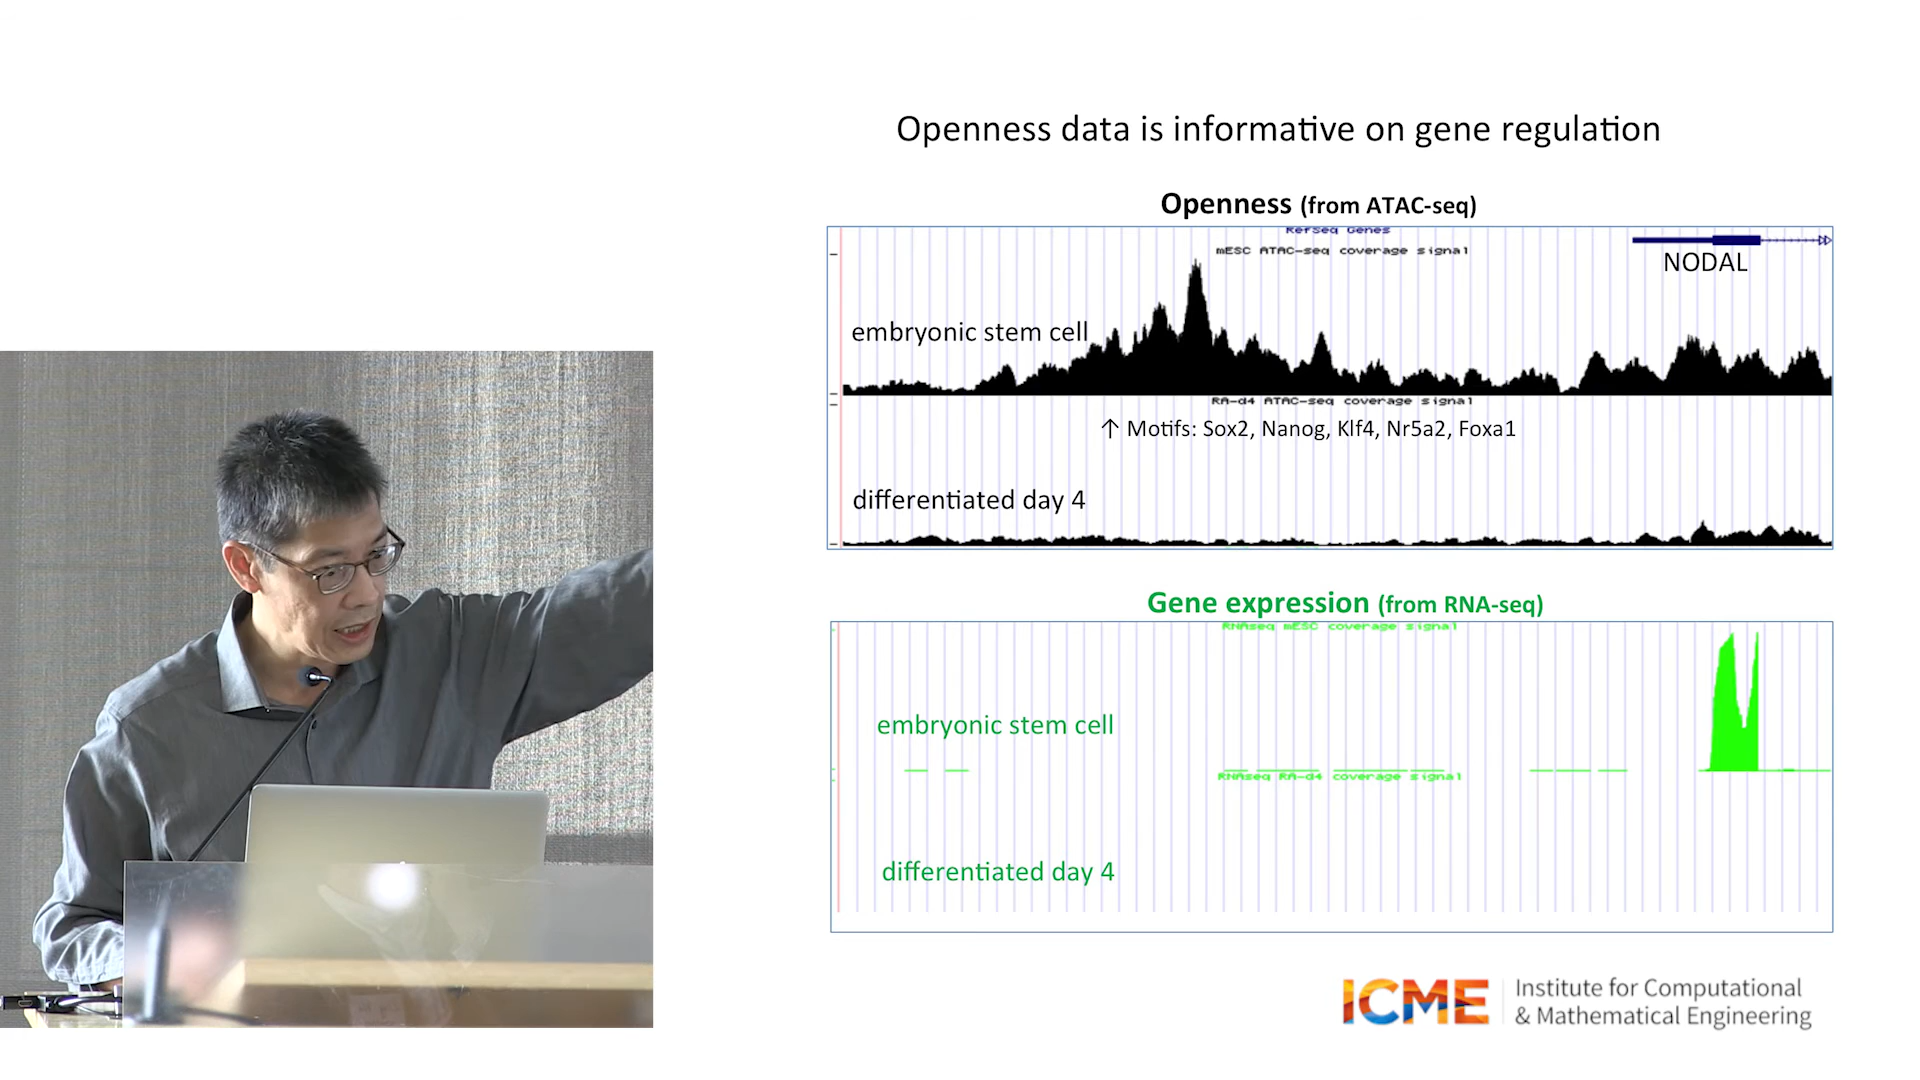 Openness data is informative on gene regulation
Openness (from ATAC-seq)
RefSeq Genes
mESC ATAC-seq coverage signal
NODAL
embryonic stem cell
RA-d4 ATAC-seq coverage signal
↑ Motifs: Sox2, Nanog, Klf4, Nr5a2, Foxa1
differentiated day 4
Gene expression (from RNA-seq)
RNAseq mESC coverage signal
embryonic stem cell
RNAseq RA-d4 coverage signal
differentiated day 4
ICME
Institute for Computational
& Mathematical Engineering